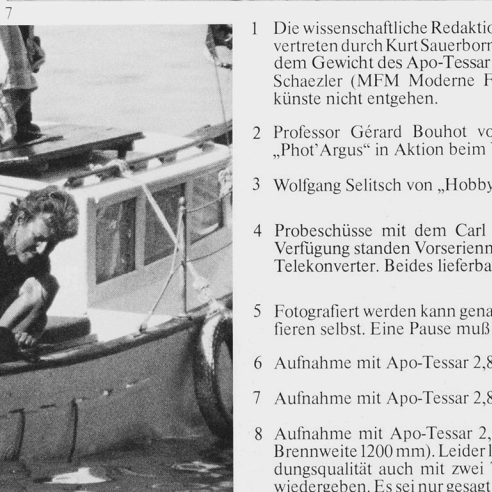 7
1 Die wissenschaftliche Redaktio
vertreten durch Kurt Sauerborn
dem Gewicht des Apo-Tessar
Schaezler (MFM Moderne F
künste nicht entgehen.
2 Professor Gérard Bouhot vo
„Phot’Argus“ in Aktion beim
3 Wolfgang Selitsch von „Hobby
4 Probeschüsse mit dem Carl
Verfügung standen Vorserienn
Telekonverter. Beides lieferba
5 Fotografiert werden kann gena
fieren selbst. Eine Pause muß
6 Aufnahme mit Apo-Tessar 2,8
7 Aufnahme mit Apo-Tessar 2,8
8 Aufnahme mit Apo-Tessar 2,
Brennweite 1200 mm). Leider l
dungsqualität auch mit zwei
wiedergeben. Es sei nur gesagt